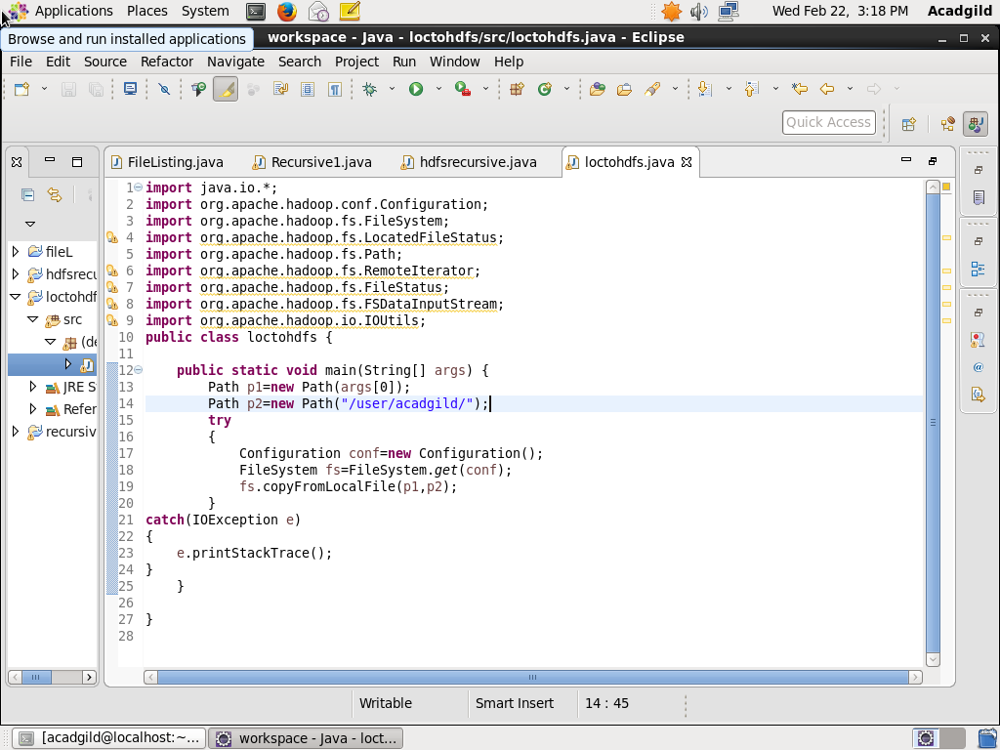 Applications Places System Wed Feb 22, 3:18 PM Acadgild
Browse and run installed applications
workspace - Java - loctohdfs/src/loctohdfs.java - Eclipse
File Edit Source Refactor Navigate Search Project Run Window Help
Quick Access
FileListing.java Recursive1.java hdfsrecursive.java loctohdfs.java
fileL
hdfsrecu
loctohdf
src
(de
JRE S
Refer
recursiv
1 import java.io.*;
2 import org.apache.hadoop.conf.Configuration;
3 import org.apache.hadoop.fs.FileSystem;
4 import org.apache.hadoop.fs.LocatedFileStatus;
5 import org.apache.hadoop.fs.Path;
6 import org.apache.hadoop.fs.RemoteIterator;
7 import org.apache.hadoop.fs.FileStatus;
8 import org.apache.hadoop.fs.FSDataInputStream;
9 import org.apache.hadoop.io.IOUtils;
10 public class loctohdfs {
11
12     public static void main(String[] args) {
13         Path p1=new Path(args[0]);
14         Path p2=new Path("/user/acadgild/");
15         try
16         {
17             Configuration conf=new Configuration();
18             FileSystem fs=FileSystem.get(conf);
19             fs.copyFromLocalFile(p1,p2);
20         }
21 catch(IOException e)
22 {
23     e.printStackTrace();
24 }
25     }
26
27 }
28
Writable Smart Insert 14 : 45
[acadgild@localhost:~... workspace - Java - loct...